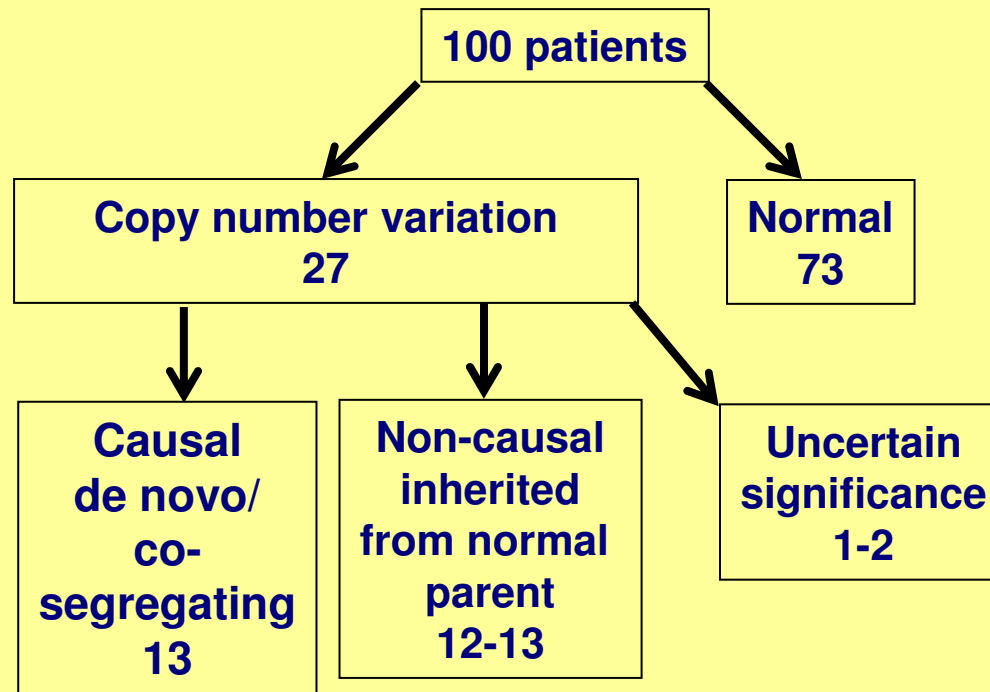 100 patients
Copy number variation
27
Normal
73
Causal
de novo/
co-
segregating
13
Non-causal
inherited
from normal
parent
12-13
Uncertain
significance
1-2